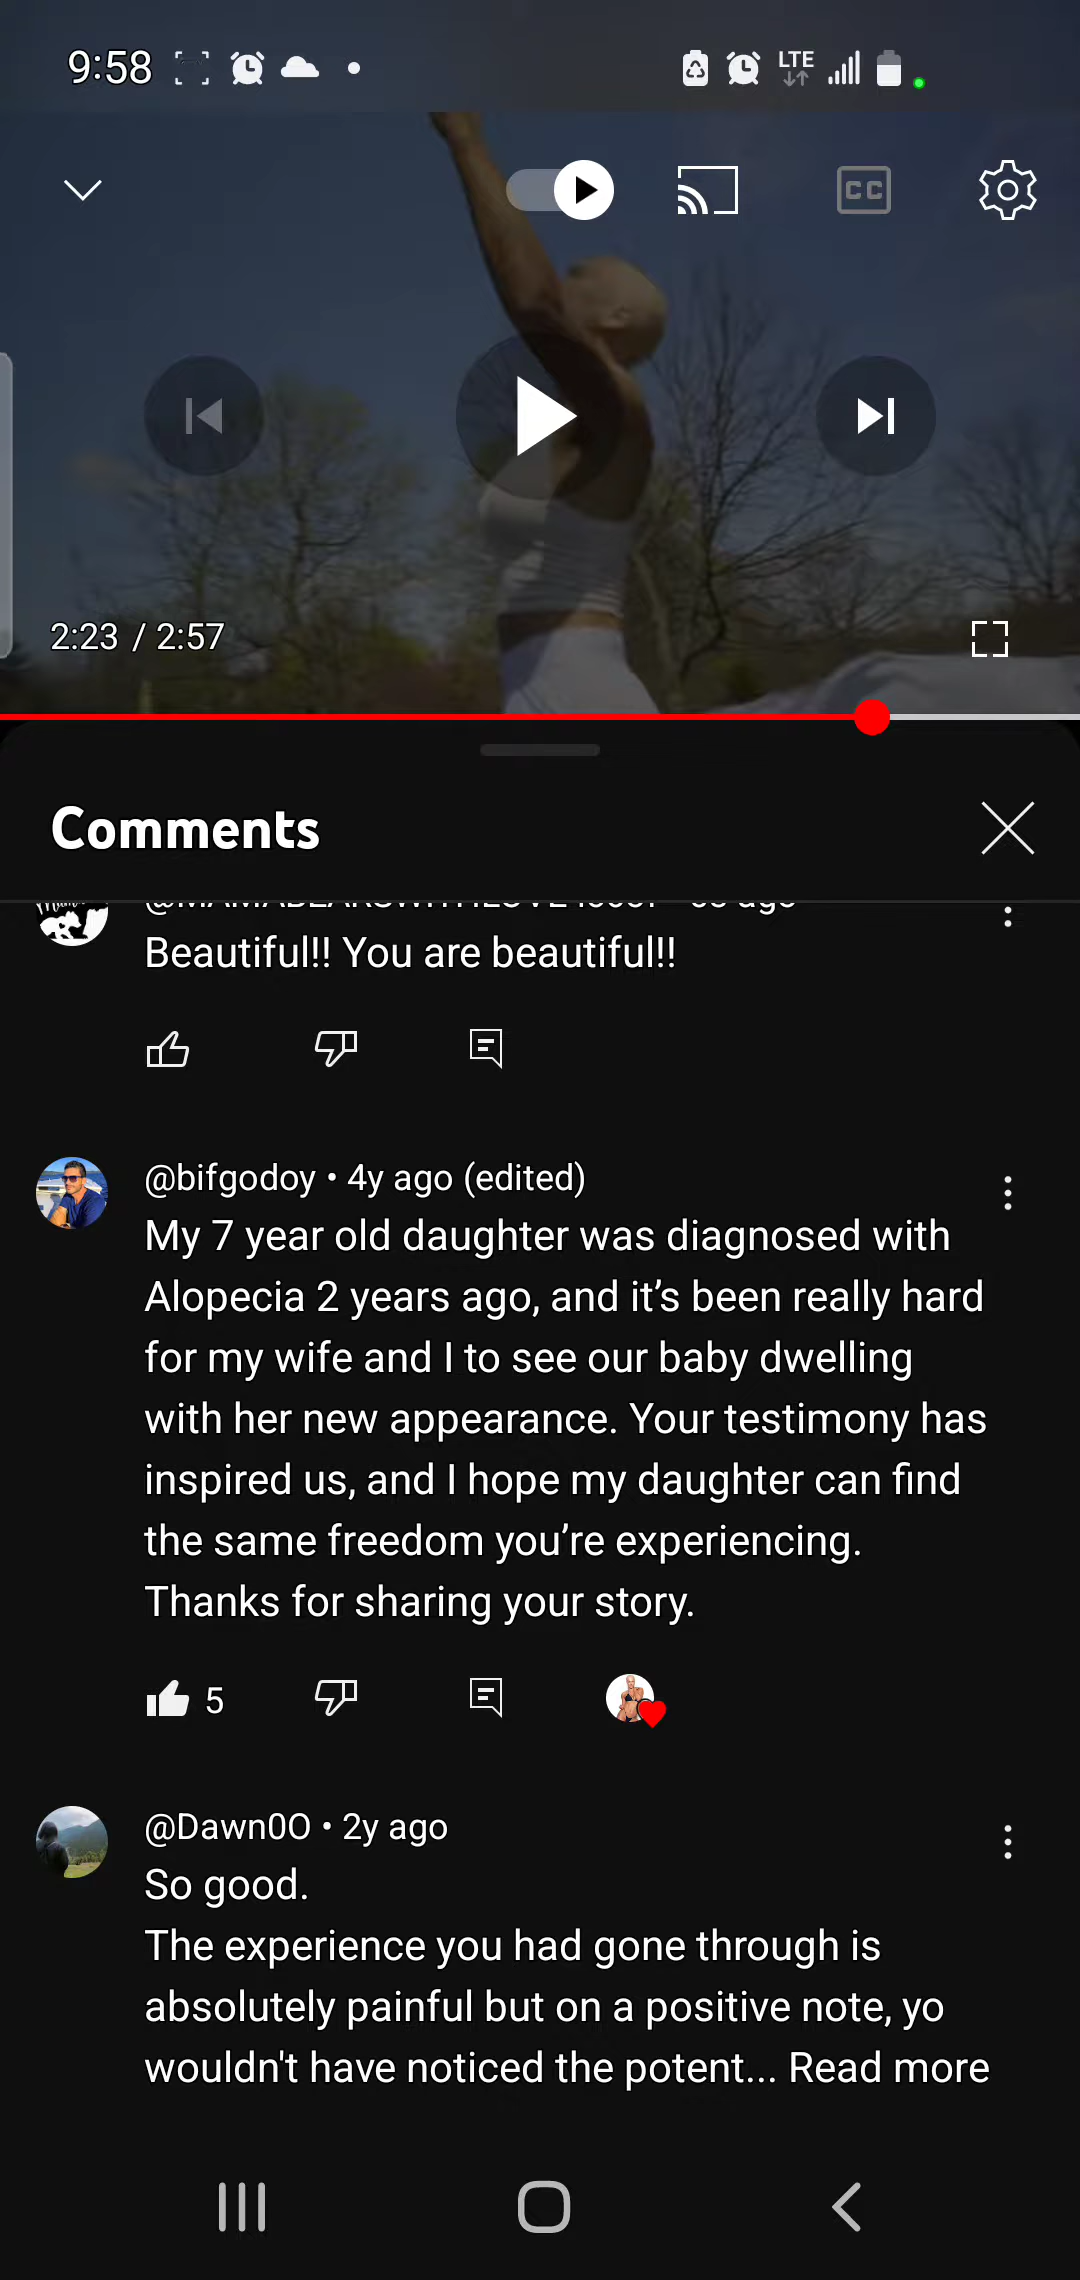 9:58
LTE
CC
2:23 / 2:57
Comments
Beautiful!! You are beautiful!!
@bifgodoy • 4y ago (edited)
My 7 year old daughter was diagnosed with
Alopecia 2 years ago, and it’s been really hard
for my wife and I to see our baby dwelling
with her new appearance. Your testimony has
inspired us, and I hope my daughter can find
the same freedom you’re experiencing.
Thanks for sharing your story.
5
@Dawn0O • 2y ago
So good.
The experience you had gone through is
absolutely painful but on a positive note, yo
wouldn't have noticed the potent... Read more